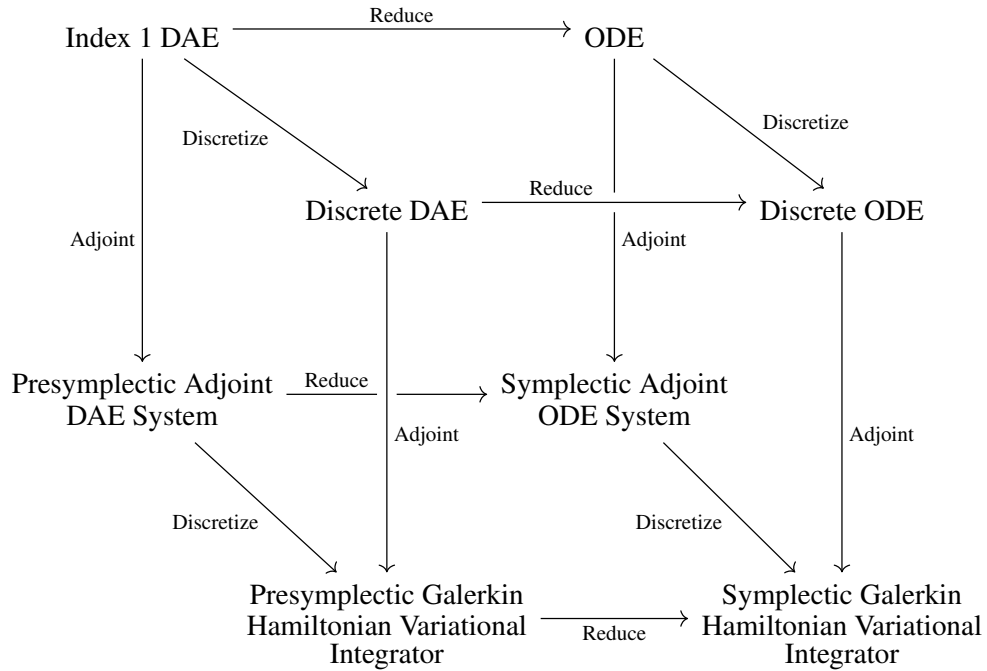 Reduce
Index 1 DAE
ODE
Discretize
Discretize
Reduce
Discrete DAE
Discrete ODE
Adjoint
Adjoint
Presymplectic Adjoint
DAE System
Reduce
Symplectic Adjoint
ODE System
Adjoint
Adjoint
Discretize
Discretize
Presymplectic Galerkin
Hamiltonian Variational
Integrator
Reduce
Symplectic Galerkin
Hamiltonian Variational
Integrator